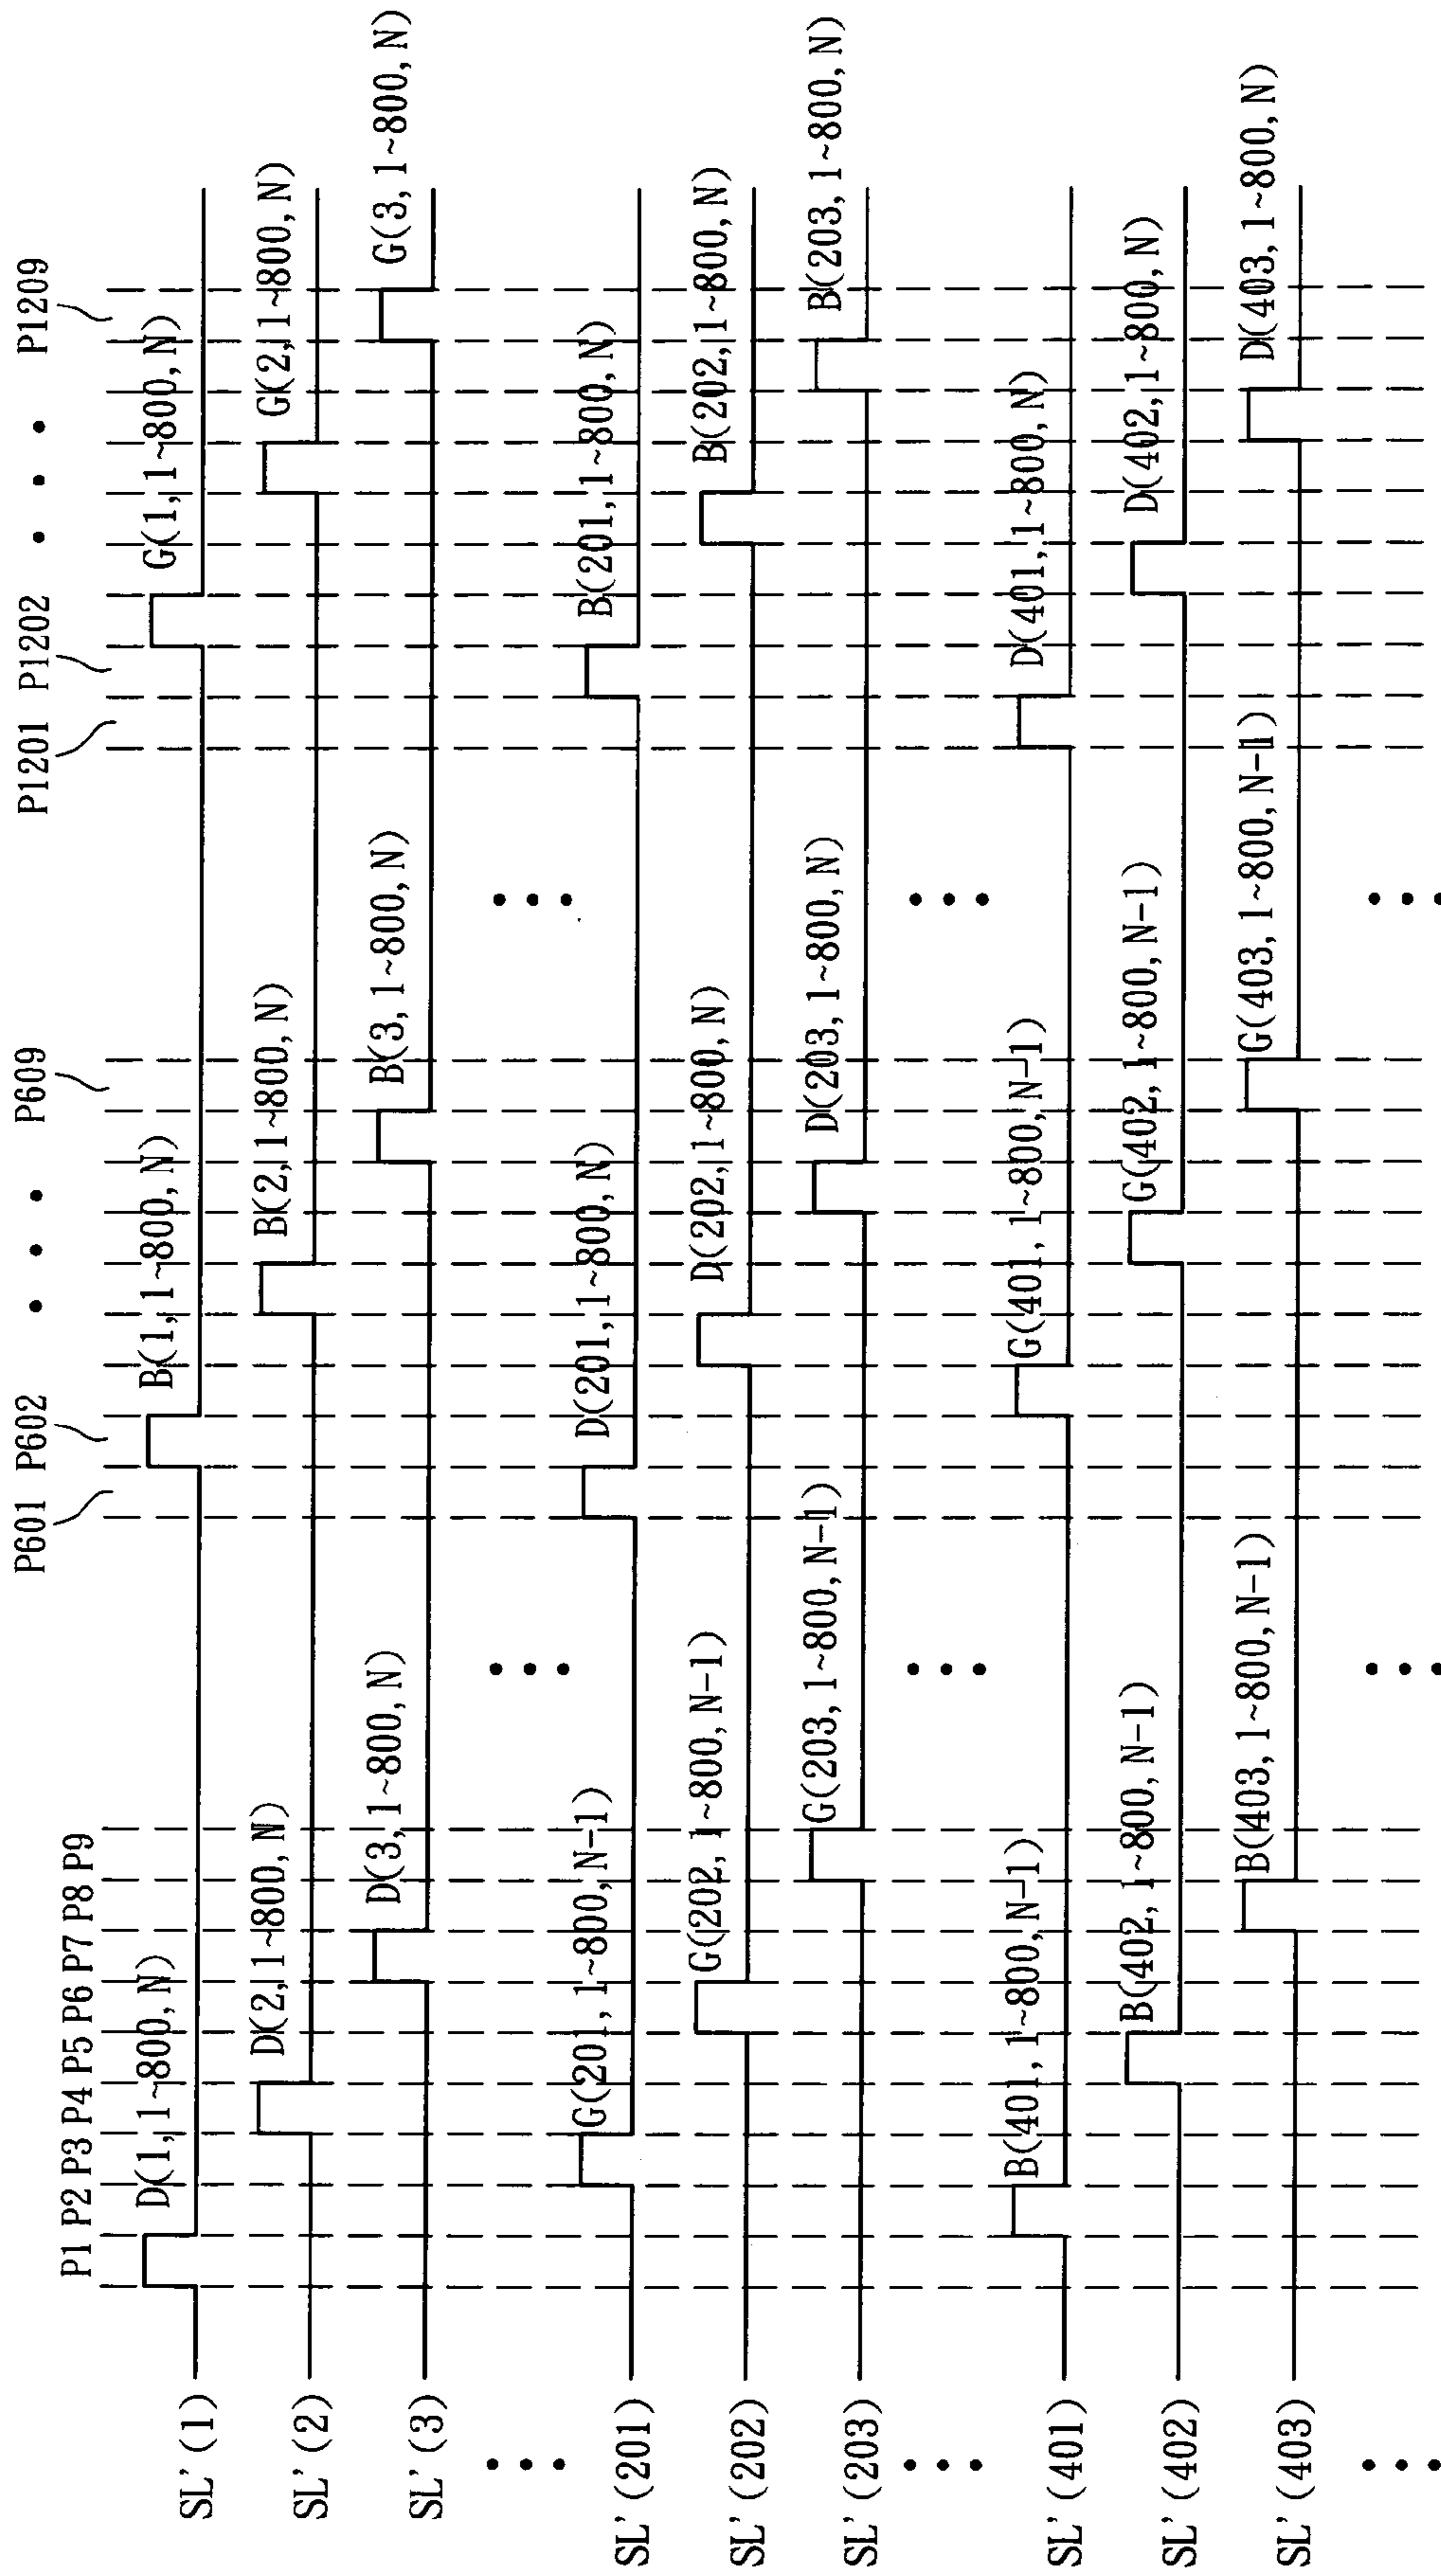 P1 P2 P3 P4 P5 P6 P7 P8 P9 P601 P602 • • • P609 P1201 P1202 • • • P1209
SL'(1) D(1,1~800,N) B(1,1~800,N) G(1,1~800,N)
SL'(2) D(2,1~800,N) B(2,1~800,N) G(2,1~800,N)
SL'(3) D(3,1~800,N) B(3,1~800,N) G(3,1~800,N)
SL'(201) G(201,1~800,N-1) D(201,1~800,N) B(201,1~800,N)
SL'(202) G(202,1~800,N-1) D(202,1~800,N) B(202,1~800,N)
SL'(203) G(203,1~800,N-1) D(203,1~800,N) B(203,1~800,N)
SL'(401) B(401,1~800,N-1) G(401,1~800,N-1) D(401,1~800,N)
SL'(402) B(402,1~800,N-1) G(402,1~800,N-1) D(402,1~800,N)
SL'(403) B(403,1~800,N-1) G(403,1~800,N-1) D(403,1~800,N)